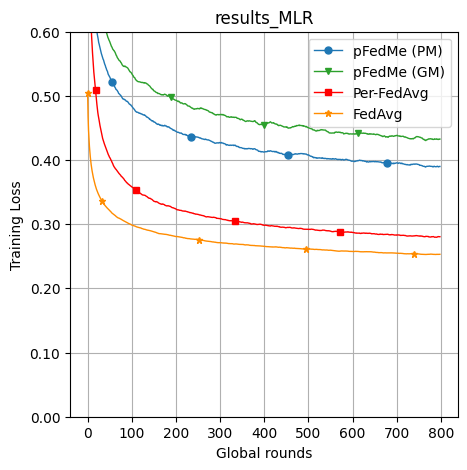 results_MLR
Training Loss
0.60
0.50
0.40
0.30
0.20
0.10
0.00
pFedMe (PM)
pFedMe (GM)
Per-FedAvg
FedAvg
0 100 200 300 400 500 600 700 800
Global rounds